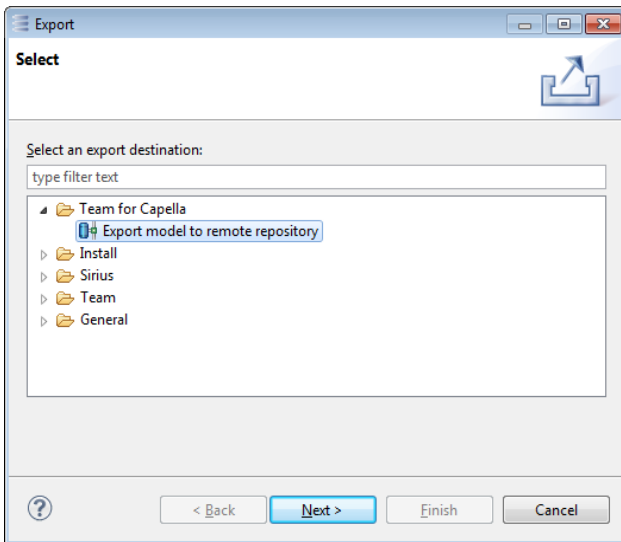 Export
Select
Select an export destination:
type filter text
Team for Capella
Export model to remote repository
Install
Sirius
Team
General
?
< Back
Next >
Finish
Cancel